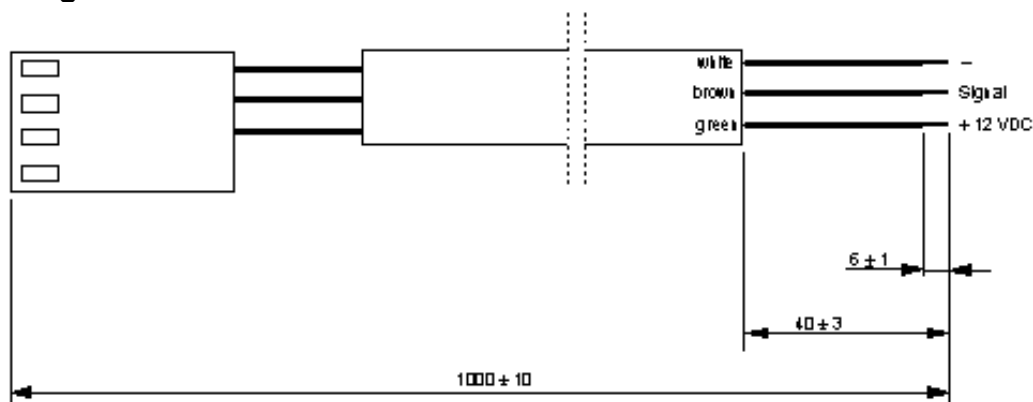 white -
brown Signal
green + 12 VDC
6 ± 1
40 ± 3
1000 ± 10